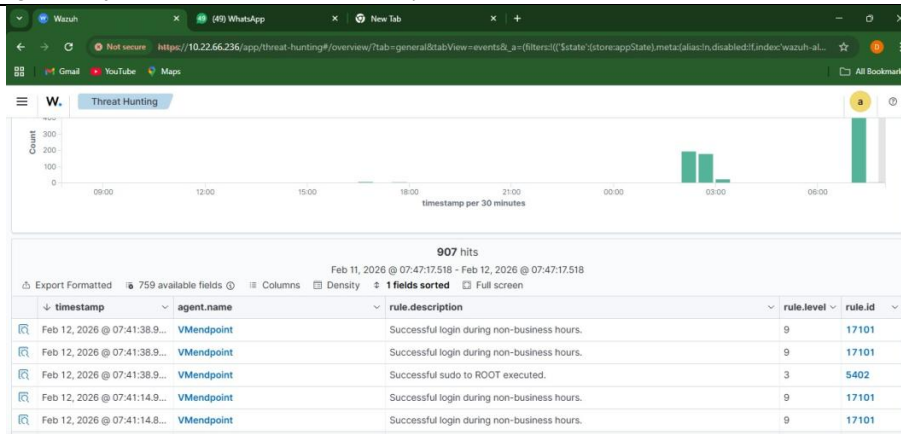 Wazuh
(49) WhatsApp
New Tab
Not secure https://10.22.66.236/app/threat-hunting#/overview/?tab=general&tabView=events&_a=(filters:!(('$state':(store:appState),meta:(alias:!n,disabled:!f,index:'wazuh-al...
D
Gmail YouTube Maps All Bookmark
W. Threat Hunting a
Count
300
200
100
0
09:00 12:00 15:00 18:00 21:00 00:00 03:00 06:00
timestamp per 30 minutes
907 hits
Feb 11, 2026 @ 07:47:17.518 - Feb 12, 2026 @ 07:47:17.518
Export Formatted 759 available fields Columns Density 1 fields sorted Full screen
timestamp agent.name rule.description rule.level rule.id
Feb 12, 2026 @ 07:41:38.9... VMendpoint Successful login during non-business hours. 9 17101
Feb 12, 2026 @ 07:41:38.9... VMendpoint Successful login during non-business hours. 9 17101
Feb 12, 2026 @ 07:41:38.9... VMendpoint Successful sudo to ROOT executed. 3 5402
Feb 12, 2026 @ 07:41:14.9... VMendpoint Successful login during non-business hours. 9 17101
Feb 12, 2026 @ 07:41:14.8... VMendpoint Successful login during non-business hours. 9 17101